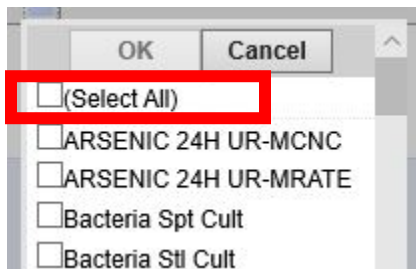 OK Cancel
(Select All)
ARSENIC 24H UR-MCNC
ARSENIC 24H UR-MRATE
Bacteria Spt Cult
Bacteria Stl Cult